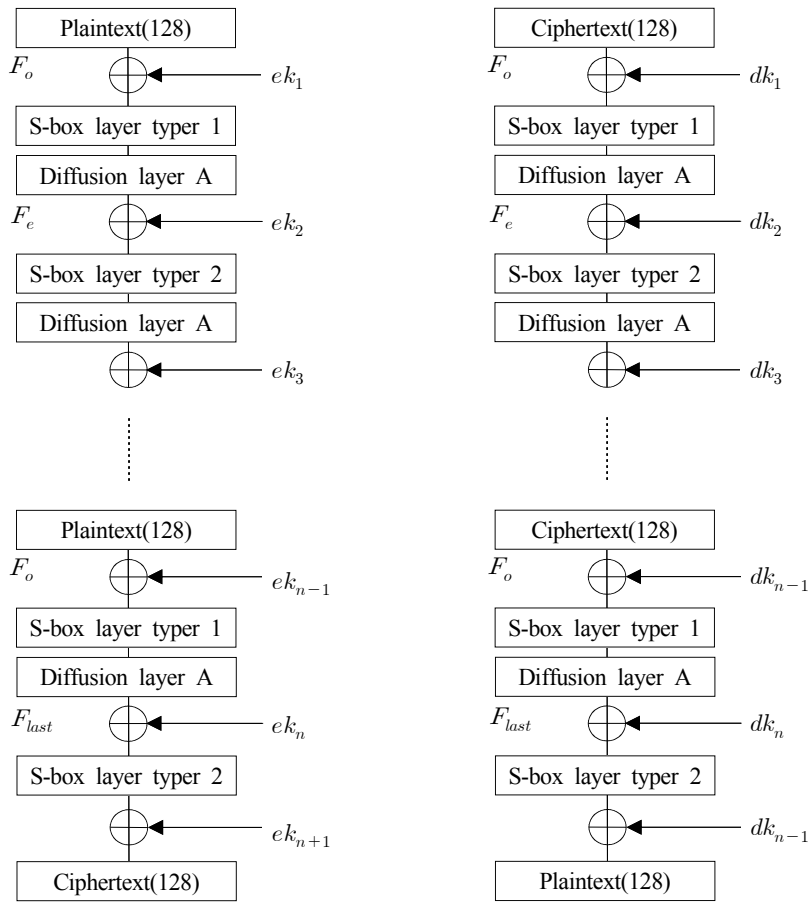 Plaintext(128)
F_o
ek_1
S-box layer typer 1
Diffusion layer A
F_e
ek_2
S-box layer typer 2
Diffusion layer A
ek_3
Plaintext(128)
F_o
ek_{n-1}
S-box layer typer 1
Diffusion layer A
F_{last}
ek_n
S-box layer typer 2
ek_{n+1}
Ciphertext(128)
Ciphertext(128)
F_o
dk_1
S-box layer typer 1
Diffusion layer A
F_e
dk_2
S-box layer typer 2
Diffusion layer A
dk_3
Ciphertext(128)
F_o
dk_{n-1}
S-box layer typer 1
Diffusion layer A
F_{last}
dk_n
S-box layer typer 2
dk_{n-1}
Plaintext(128)